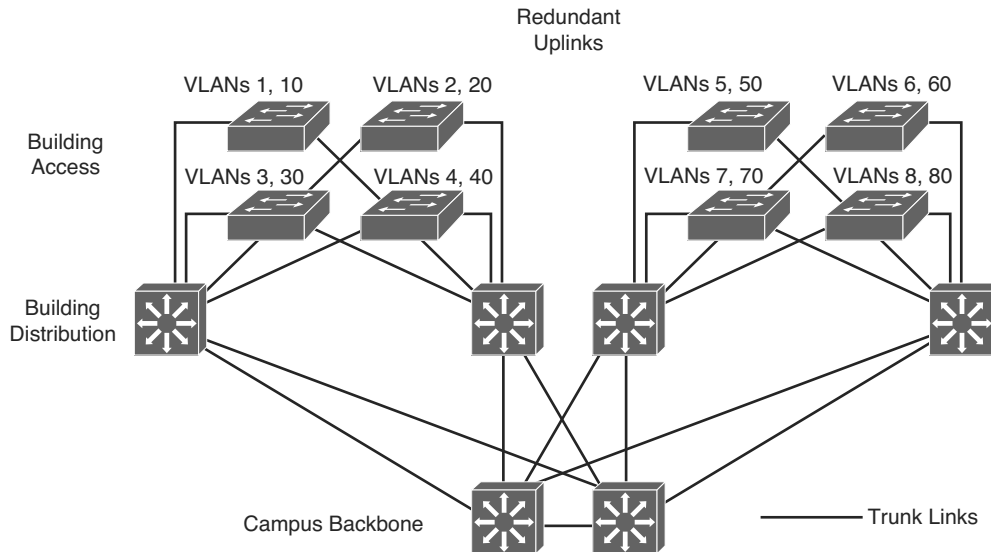 Redundant
Uplinks
VLANs 1, 10
VLANs 2, 20
VLANs 5, 50
VLANs 6, 60
Building
Access
VLANs 3, 30
VLANs 4, 40
VLANs 7, 70
VLANs 8, 80
Building
Distribution
Campus Backbone
Trunk Links